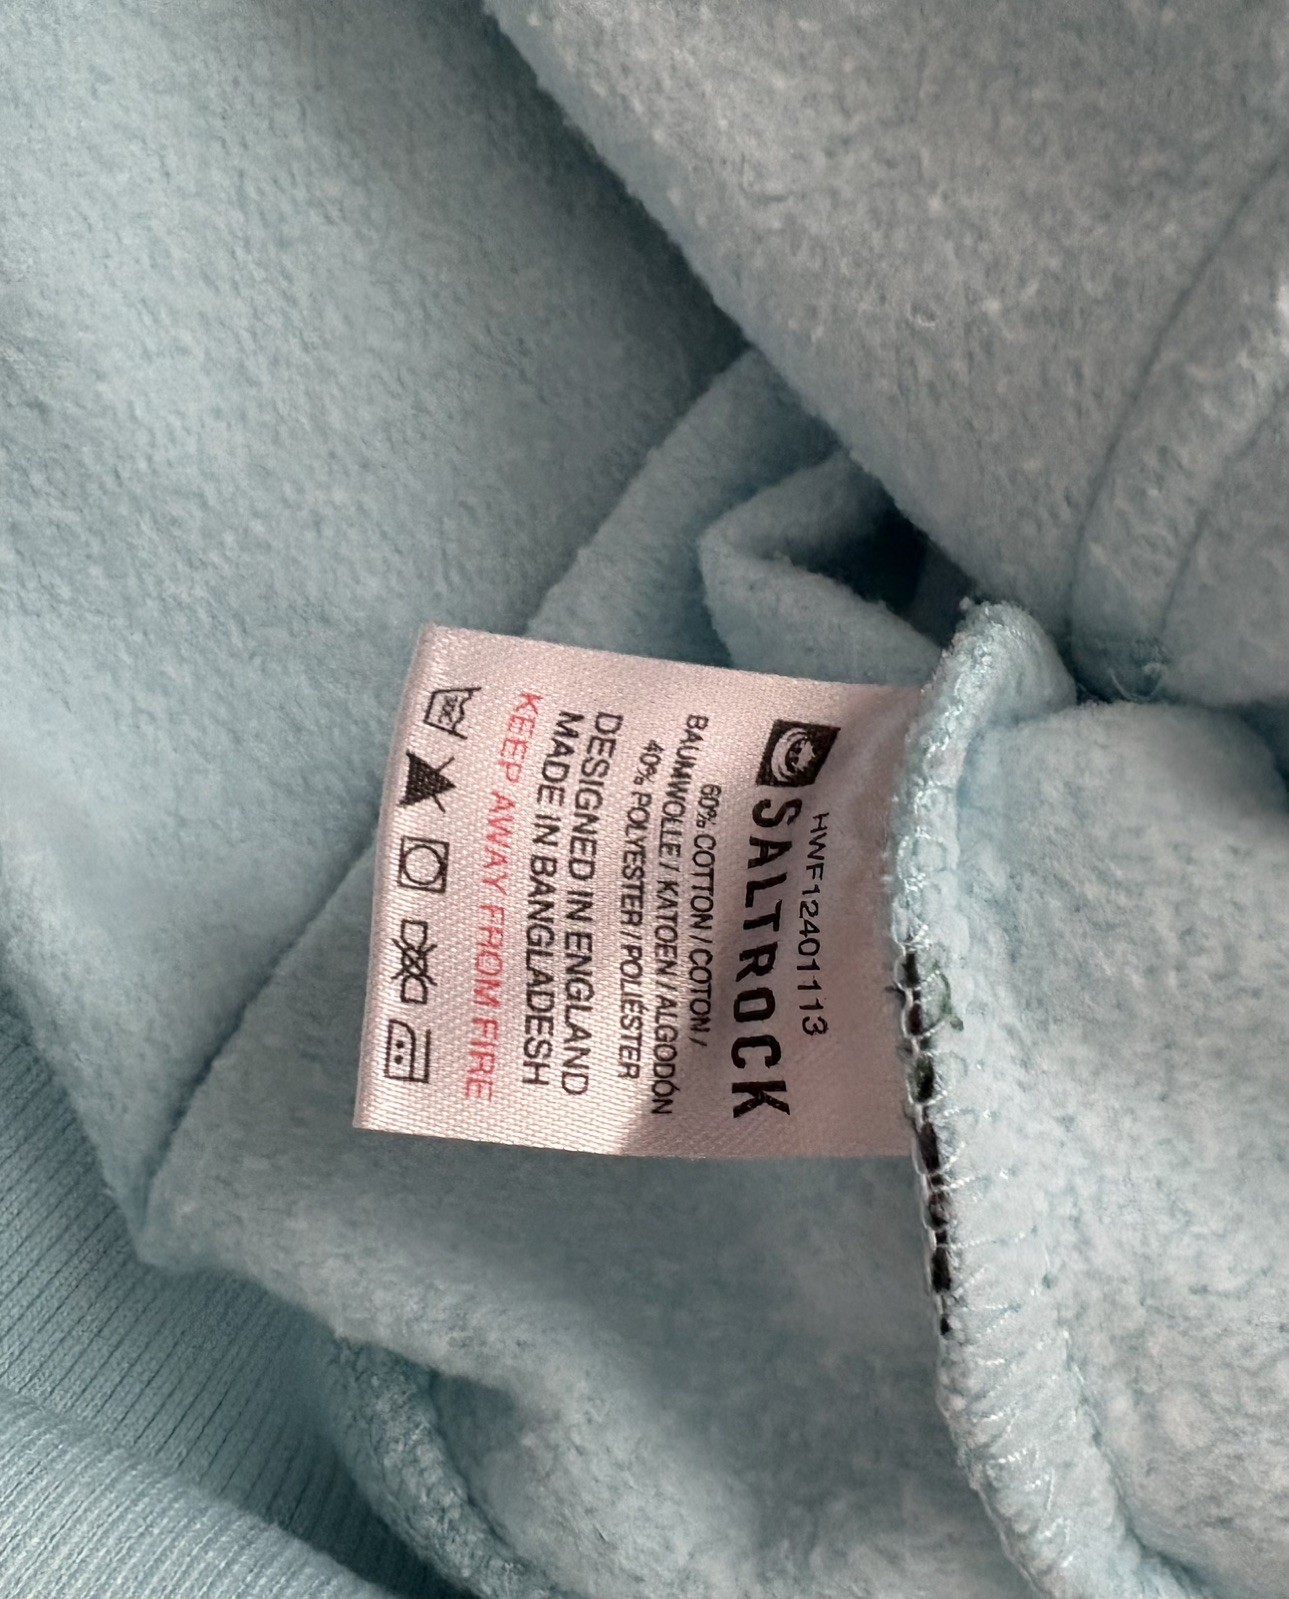 HWF12401113
SALTROCK
60% COTTON / COTON /
BAUMWOLLE / KATOEN / ALGODÓN
40% POLYESTER / POLIÉSTER
DESIGNED IN ENGLAND
MADE IN BANGLADESH
KEEP AWAY FROM FIRE